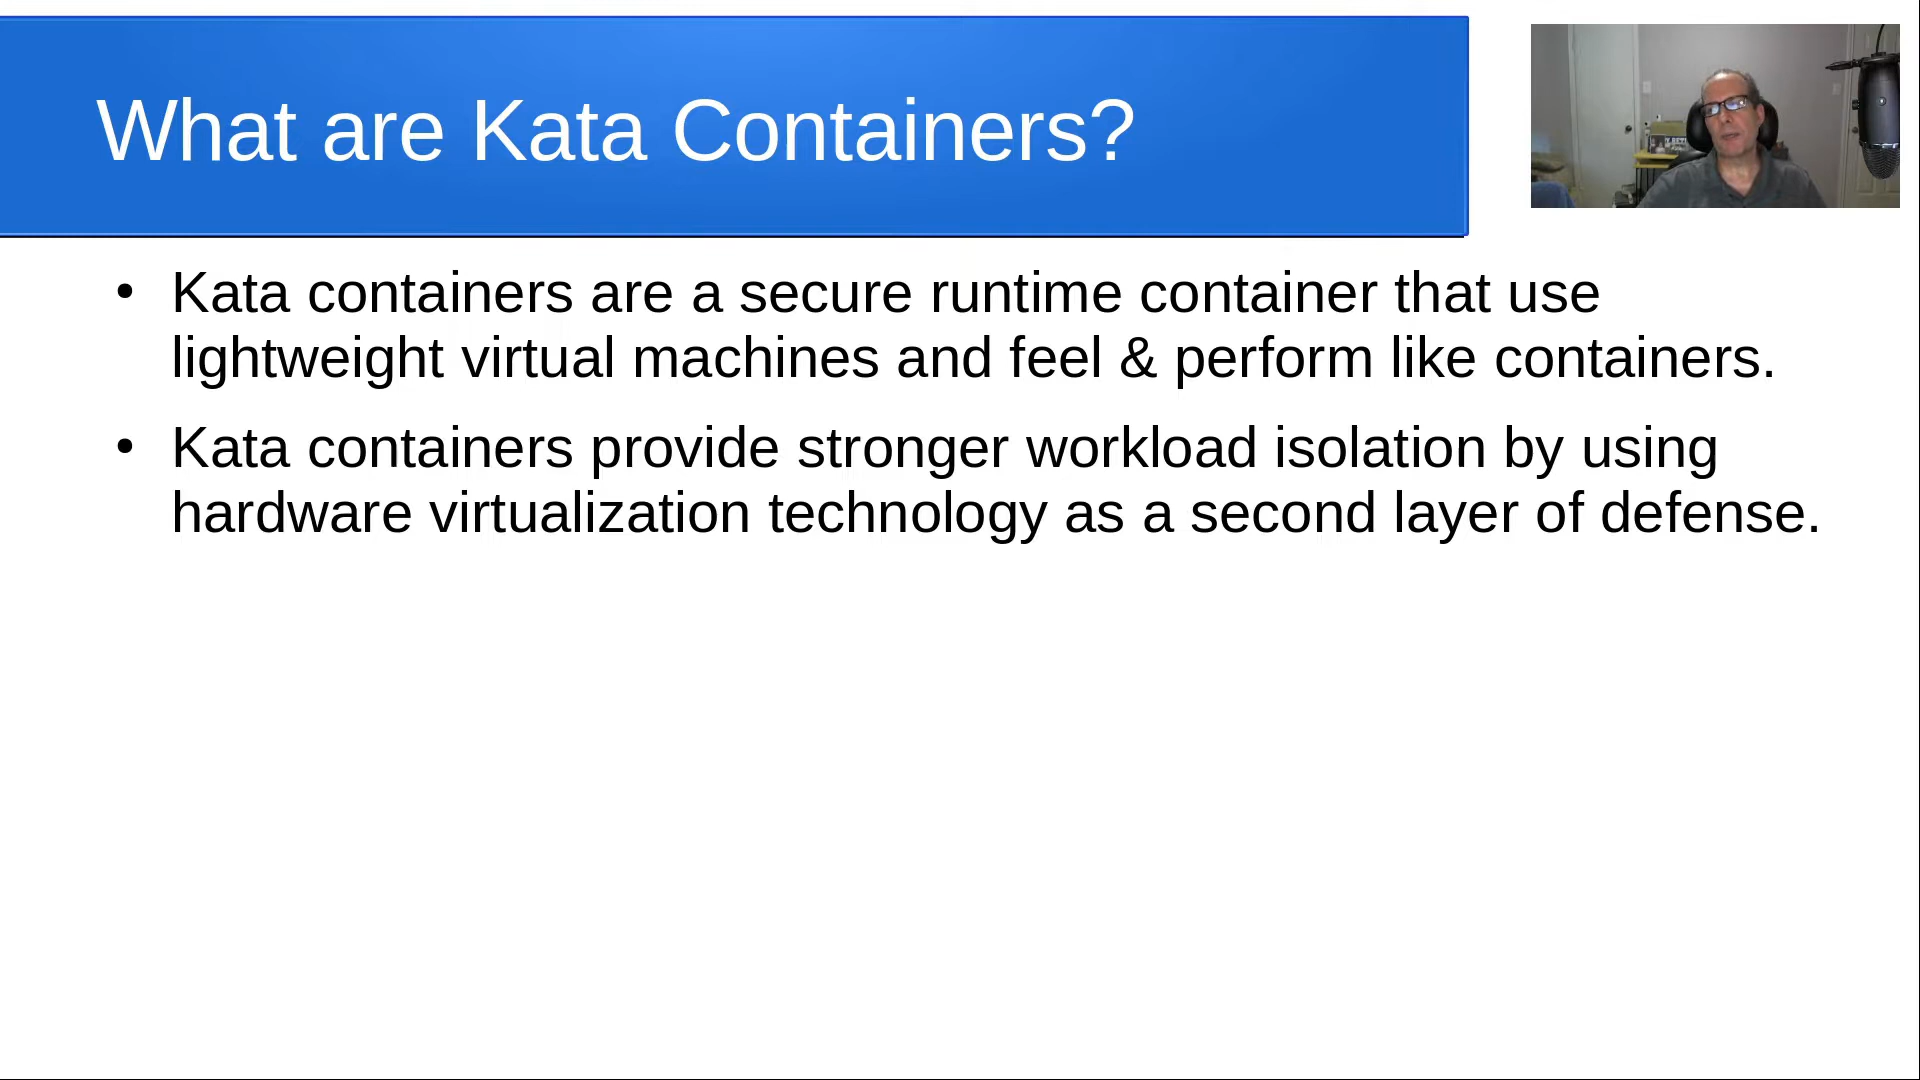 What are Kata Containers?
• Kata containers are a secure runtime container that use
lightweight virtual machines and feel & perform like containers.
• Kata containers provide stronger workload isolation by using
hardware virtualization technology as a second layer of defense.